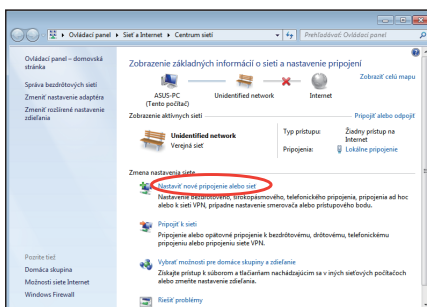 Ovládací panel ▸ Sieť a Internet ▸ Centrum sietí
Prehľadávať Ovládací panel
Ovládací panel – domovská stránka
Správa bezdrôtových sietí
Zmeniť nastavenie adaptéra
Zmeniť rozšírené nastavenie zdieľania
Pozrite tiež
Domáca skupina
Možnosti siete Internet
Windows Firewall
Zobrazenie základných informácií o sieti a nastavenie pripojení
Zobraziť celú mapu
ASUS-PC
(Tento počítač)
Unidentified network
Internet
Zobrazenie aktívnych sietí
Pripojiť alebo odpojiť
Unidentified network
Verejná sieť
Typ prístupu:
Žiadny prístup na Internet
Pripojenia:
Lokálne pripojenie
Zmena nastavenia siete
Nastaviť nové pripojenie alebo sieť
Nastavenie bezdrôtového, širokopásmového, telefonického pripojenia, pripojenia ad hoc
alebo k sieti VPN, prípadne nastavenie smerovača alebo prístupového bodu.
Pripojiť k sieti
Pripojenie alebo opätovné pripojenie k bezdrôtovému, drôtovému, telefonickému
pripojeniu alebo pripojeniu siete VPN.
Vybrať možnosti pre domáce skupiny a zdieľanie
Získajte prístup k súborom a tlačiarňam nachádzajúcim sa v iných sieťových počítačoch
alebo zmeňte nastavenie zdieľania.
Riešiť problémy